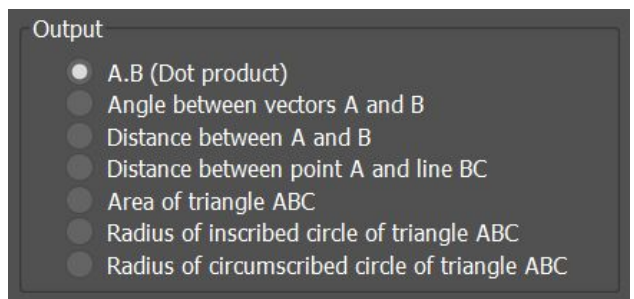 Output
A.B (Dot product)
Angle between vectors A and B
Distance between A and B
Distance between point A and line BC
Area of triangle ABC
Radius of inscribed circle of triangle ABC
Radius of circumscribed circle of triangle ABC